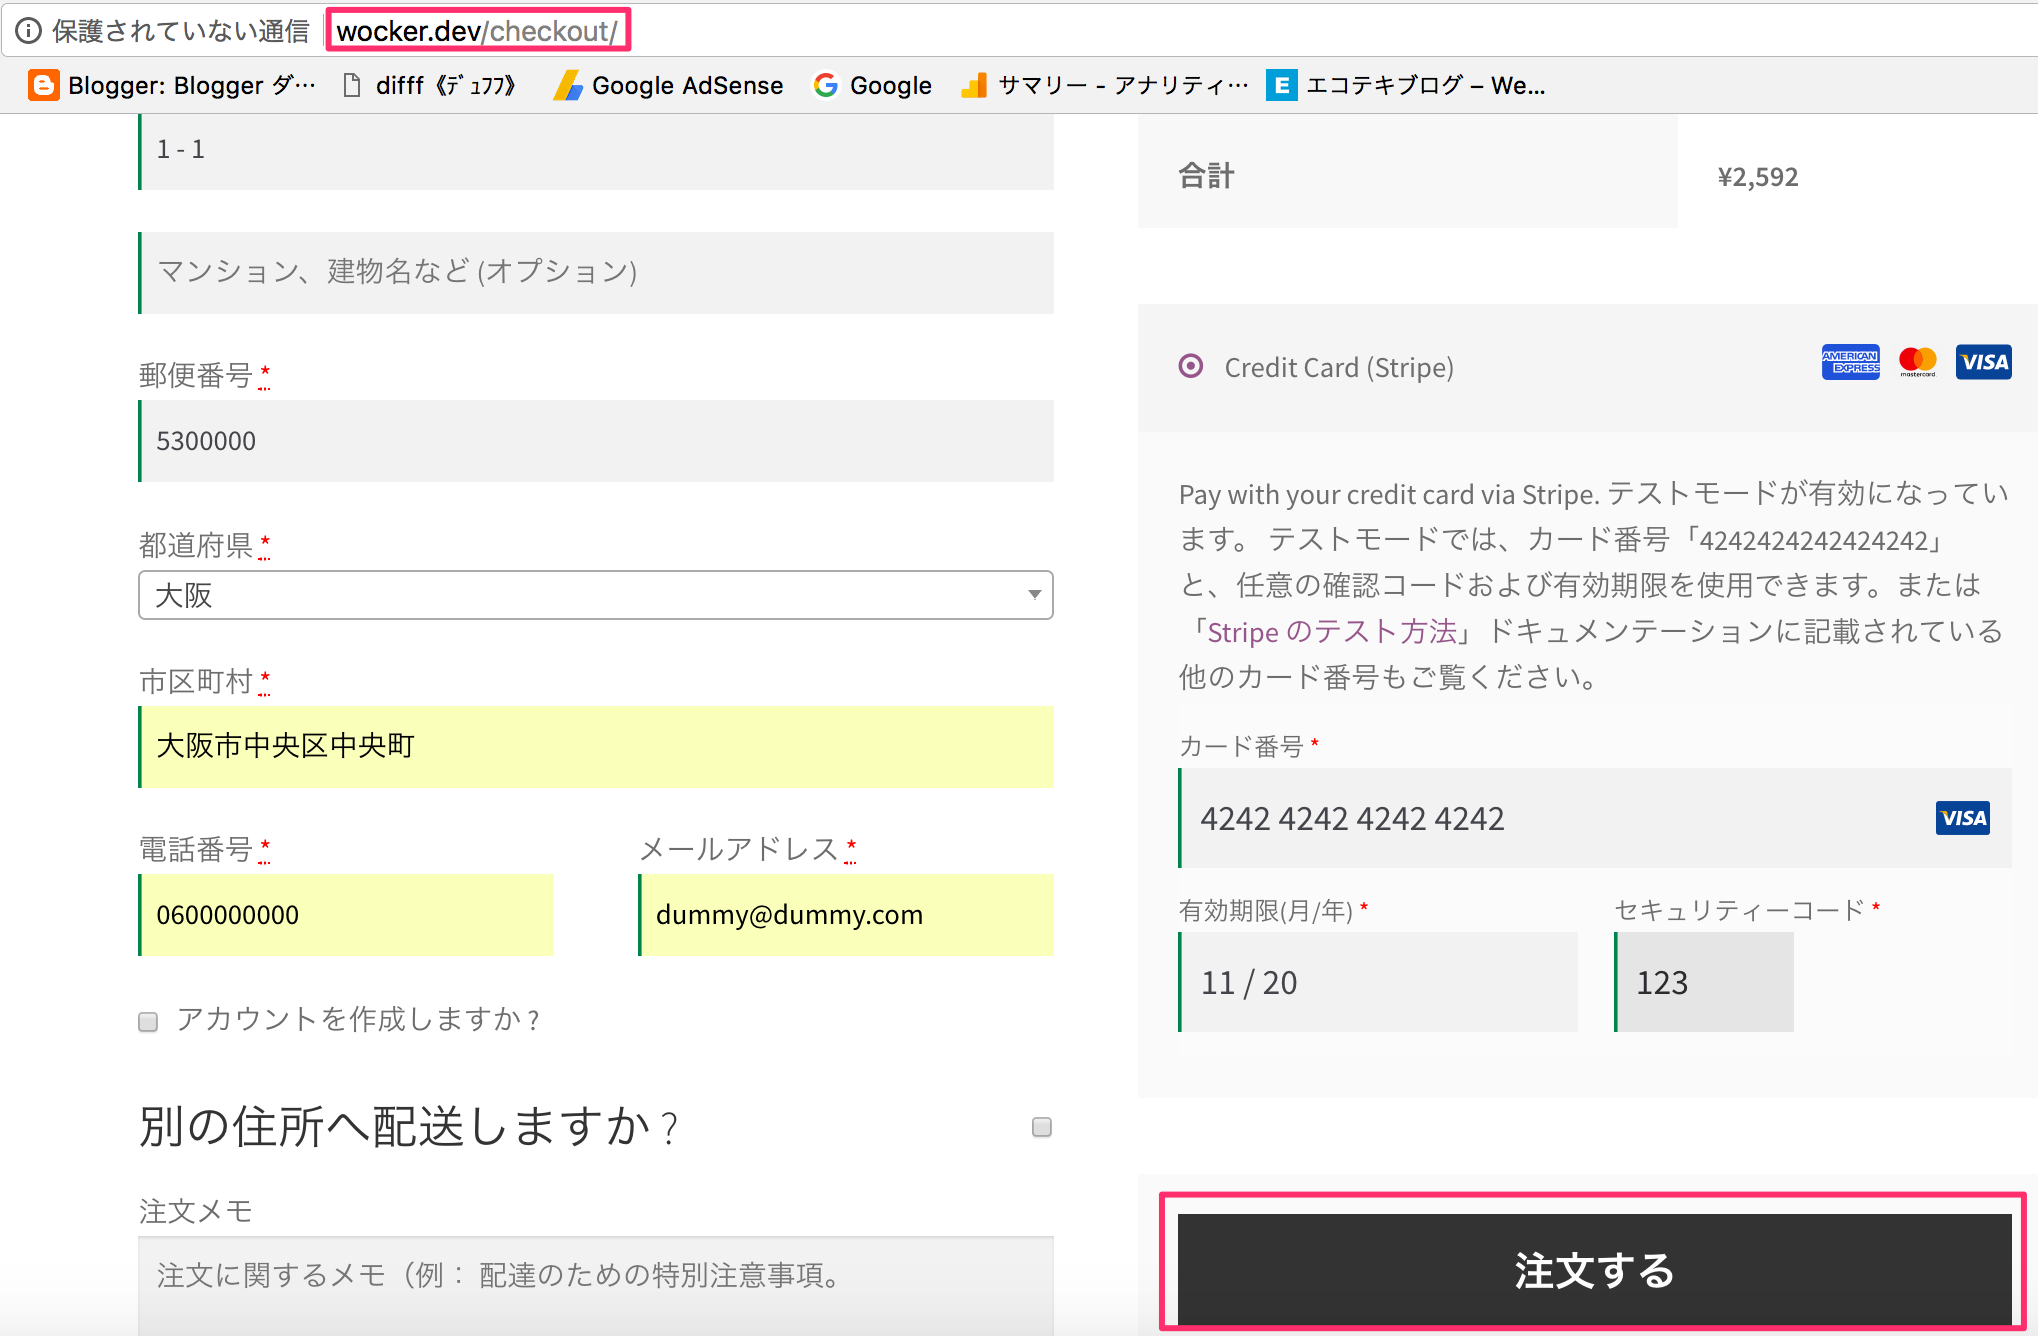 保護されていない通信 wocker.dev/checkout/
Blogger: Blogger ダ… difff《ﾃﾞｭﾌﾌ》 Google AdSense Google サマリー - アナリティ… エコテキブログ – We…
1 - 1
マンション、建物名など (オプション)
郵便番号 *
5300000
都道府県 *
大阪
市区町村 *
大阪市中央区中央町
電話番号 *
0600000000
メールアドレス *
dummy@dummy.com
アカウントを作成しますか ?
別の住所へ配送しますか ?
注文メモ
注文に関するメモ（例： 配達のための特別注意事項。
合計
¥2,592
Credit Card (Stripe)
AMERICAN
EXPRESS
mastercard
VISA
Pay with your credit card via Stripe. テストモードが有効になってい
ます。 テストモードでは、カード番号「4242424242424242」
と、任意の確認コードおよび有効期限を使用できます。または
「Stripe のテスト方法」ドキュメンテーションに記載されている
他のカード番号もご覧ください。
カード番号 *
4242 4242 4242 4242
VISA
有効期限(月/年) *
11 / 20
セキュリティーコード *
123
注文する